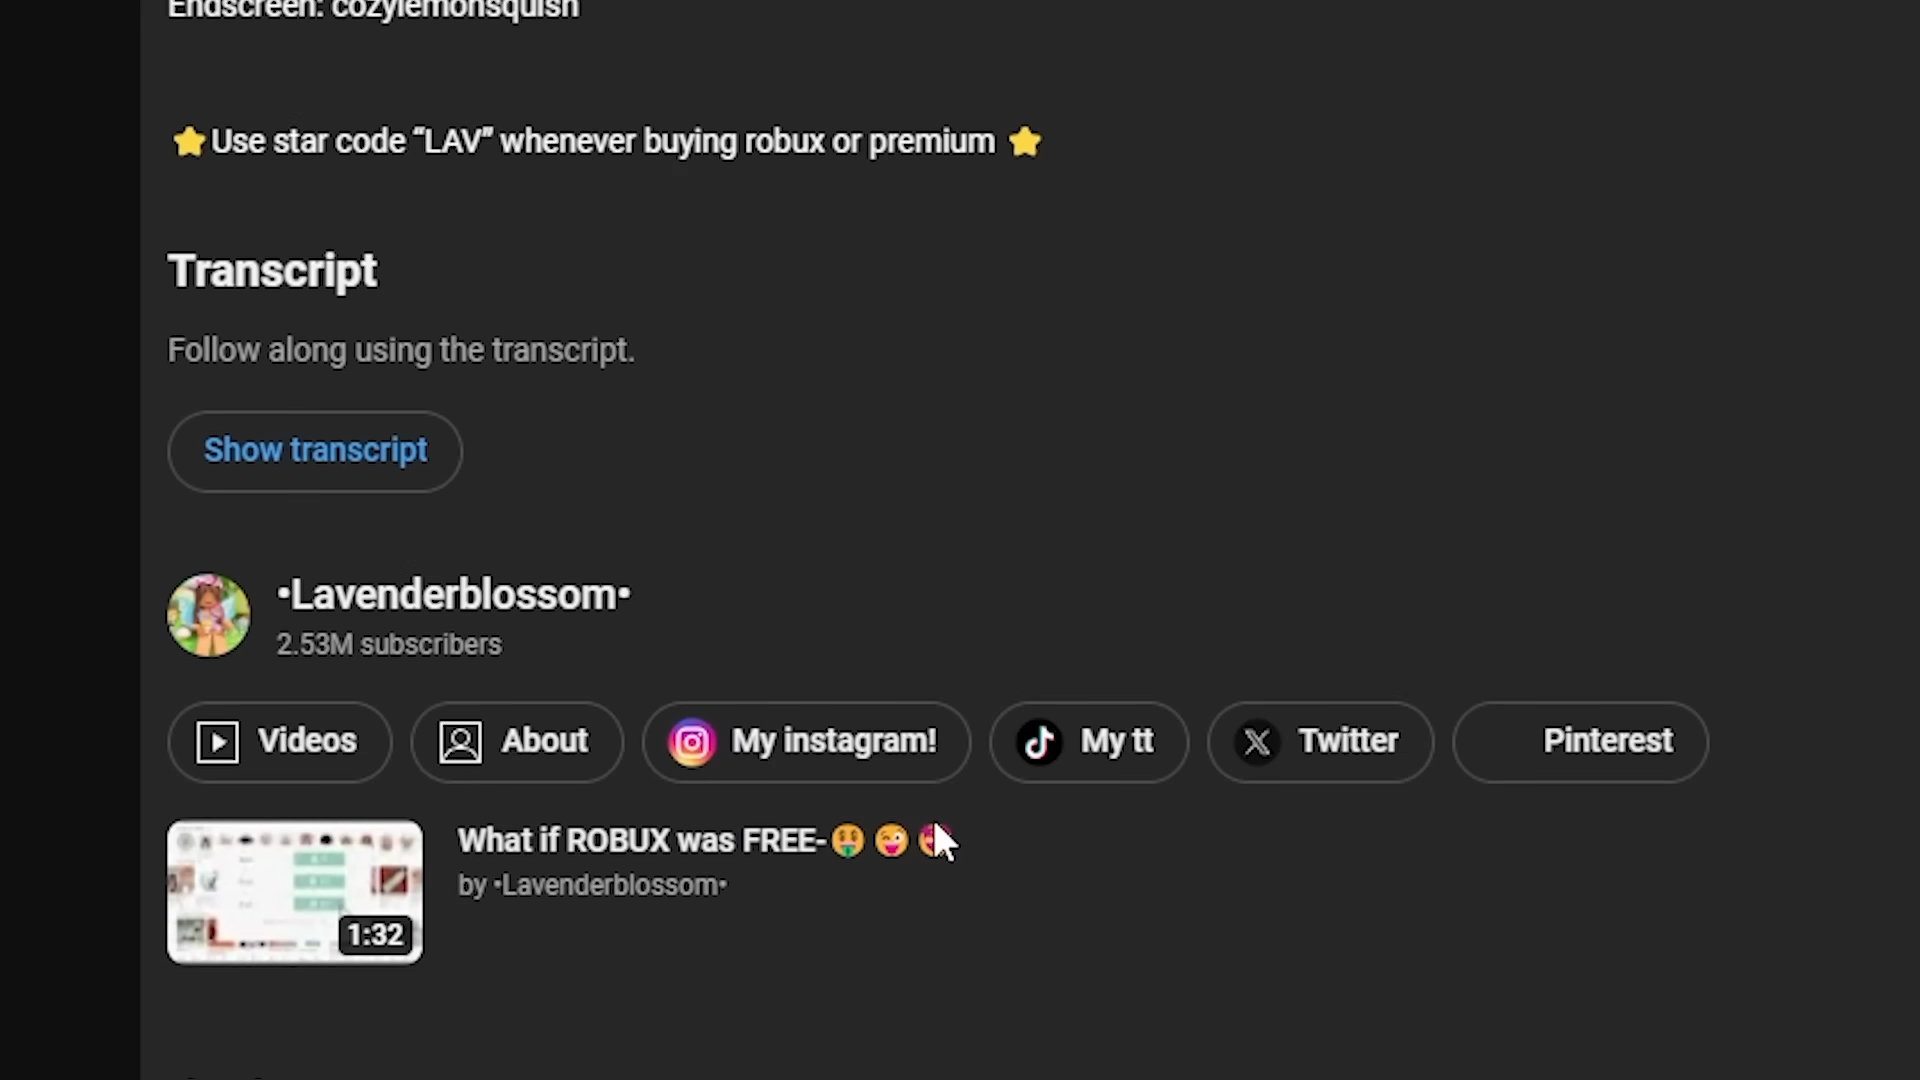 Endscreen: cozylemonsquish
⭐Use star code “LAV” whenever buying robux or premium ⭐
Transcript
Follow along using the transcript.
Show transcript
•Lavenderblossom•
2.53M subscribers
Videos About My instagram! My tt Twitter Pinterest
What if ROBUX was FREE-🤑😜
by •Lavenderblossom•
1:32